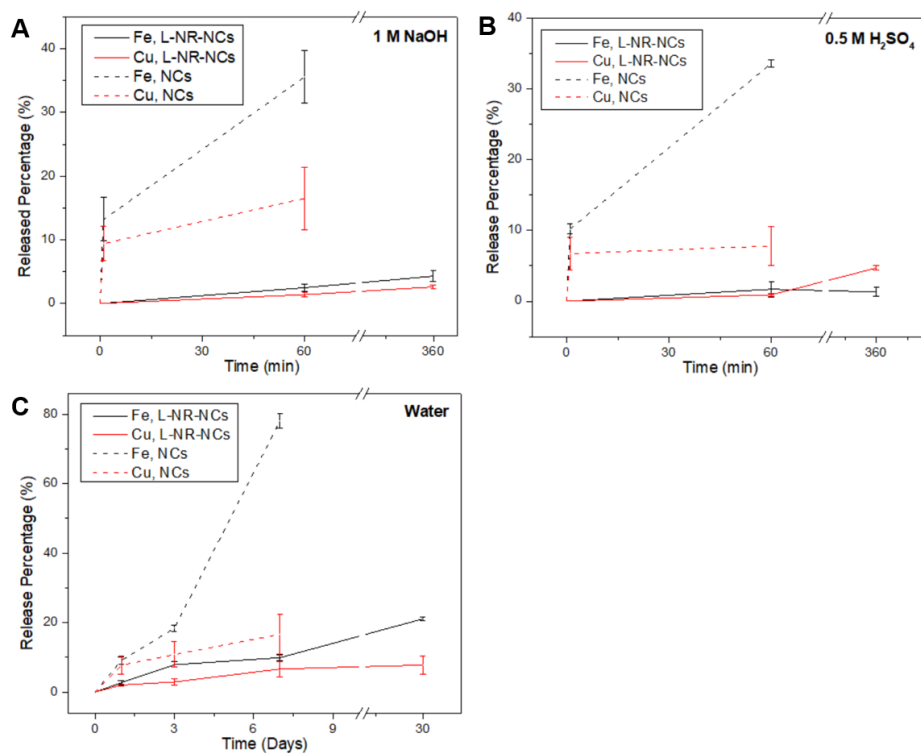 A
1 M NaOH
Fe, L-NR-NCs
Cu, L-NR-NCs
Fe, NCs
Cu, NCs
Released Percentage (%)
40
30
20
10
0
0
30
60
360
Time (min)
B
0.5 M H₂SO₄
Fe, L-NR-NCs
Cu, L-NR-NCs
Fe, NCs
Cu, NCs
Release Percentage (%)
40
30
20
10
0
0
30
60
360
Time (min)
C
Water
Fe, L-NR-NCs
Cu, L-NR-NCs
Fe, NCs
Cu, NCs
Release Percentage (%)
80
60
40
20
0
0
3
6
9
30
Time (Days)